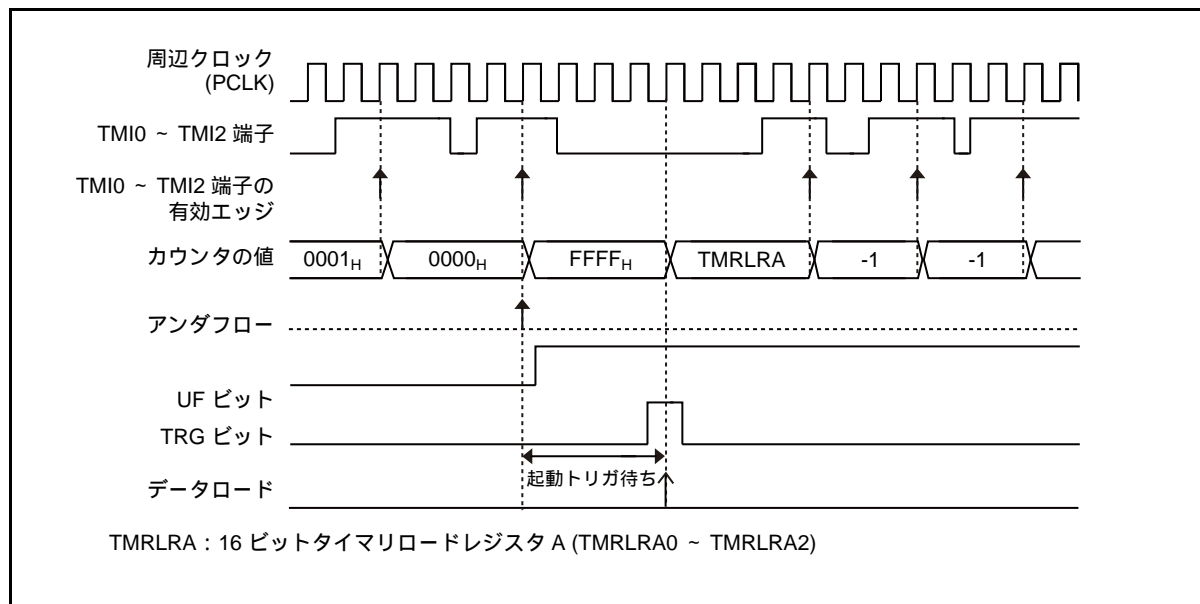 周辺クロック
(PCLK)
TMI0 ~ TMI2 端子
TMI0 ~ TMI2 端子の
有効エッジ
カウンタの値 0001H 0000H FFFFH TMRLRA -1 -1
アンダフロー
UF ビット
TRG ビット
起動トリガ待ち
データロード
TMRLRA : 16 ビットタイマリロードレジスタ A (TMRLRA0 ~ TMRLRA2)